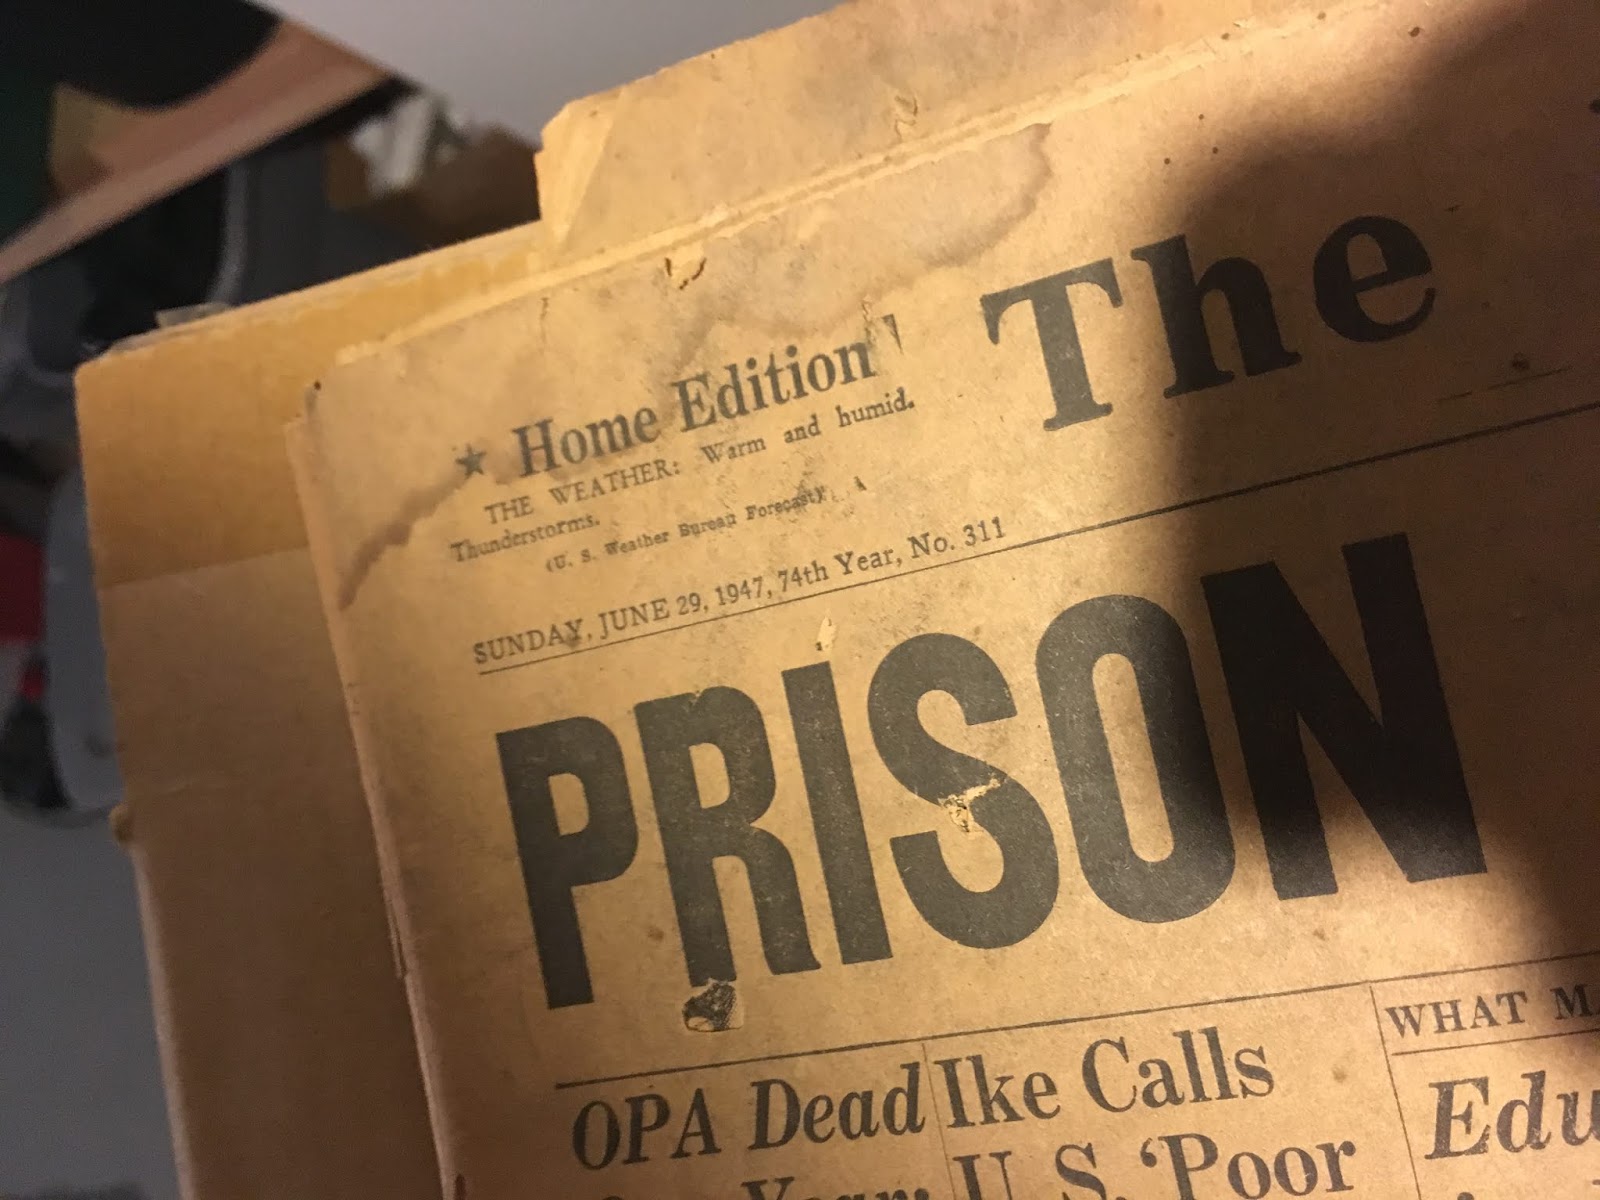 ★ Home Edition
The
THE WEATHER: Warm and humid.
Thunderstorms.
(U. S. Weather Bureau Forecast)
SUNDAY, JUNE 29, 1947, 74th Year, No. 311
PRISON
OPA Dead
Ike Calls
U. S. 'Poor
WHAT